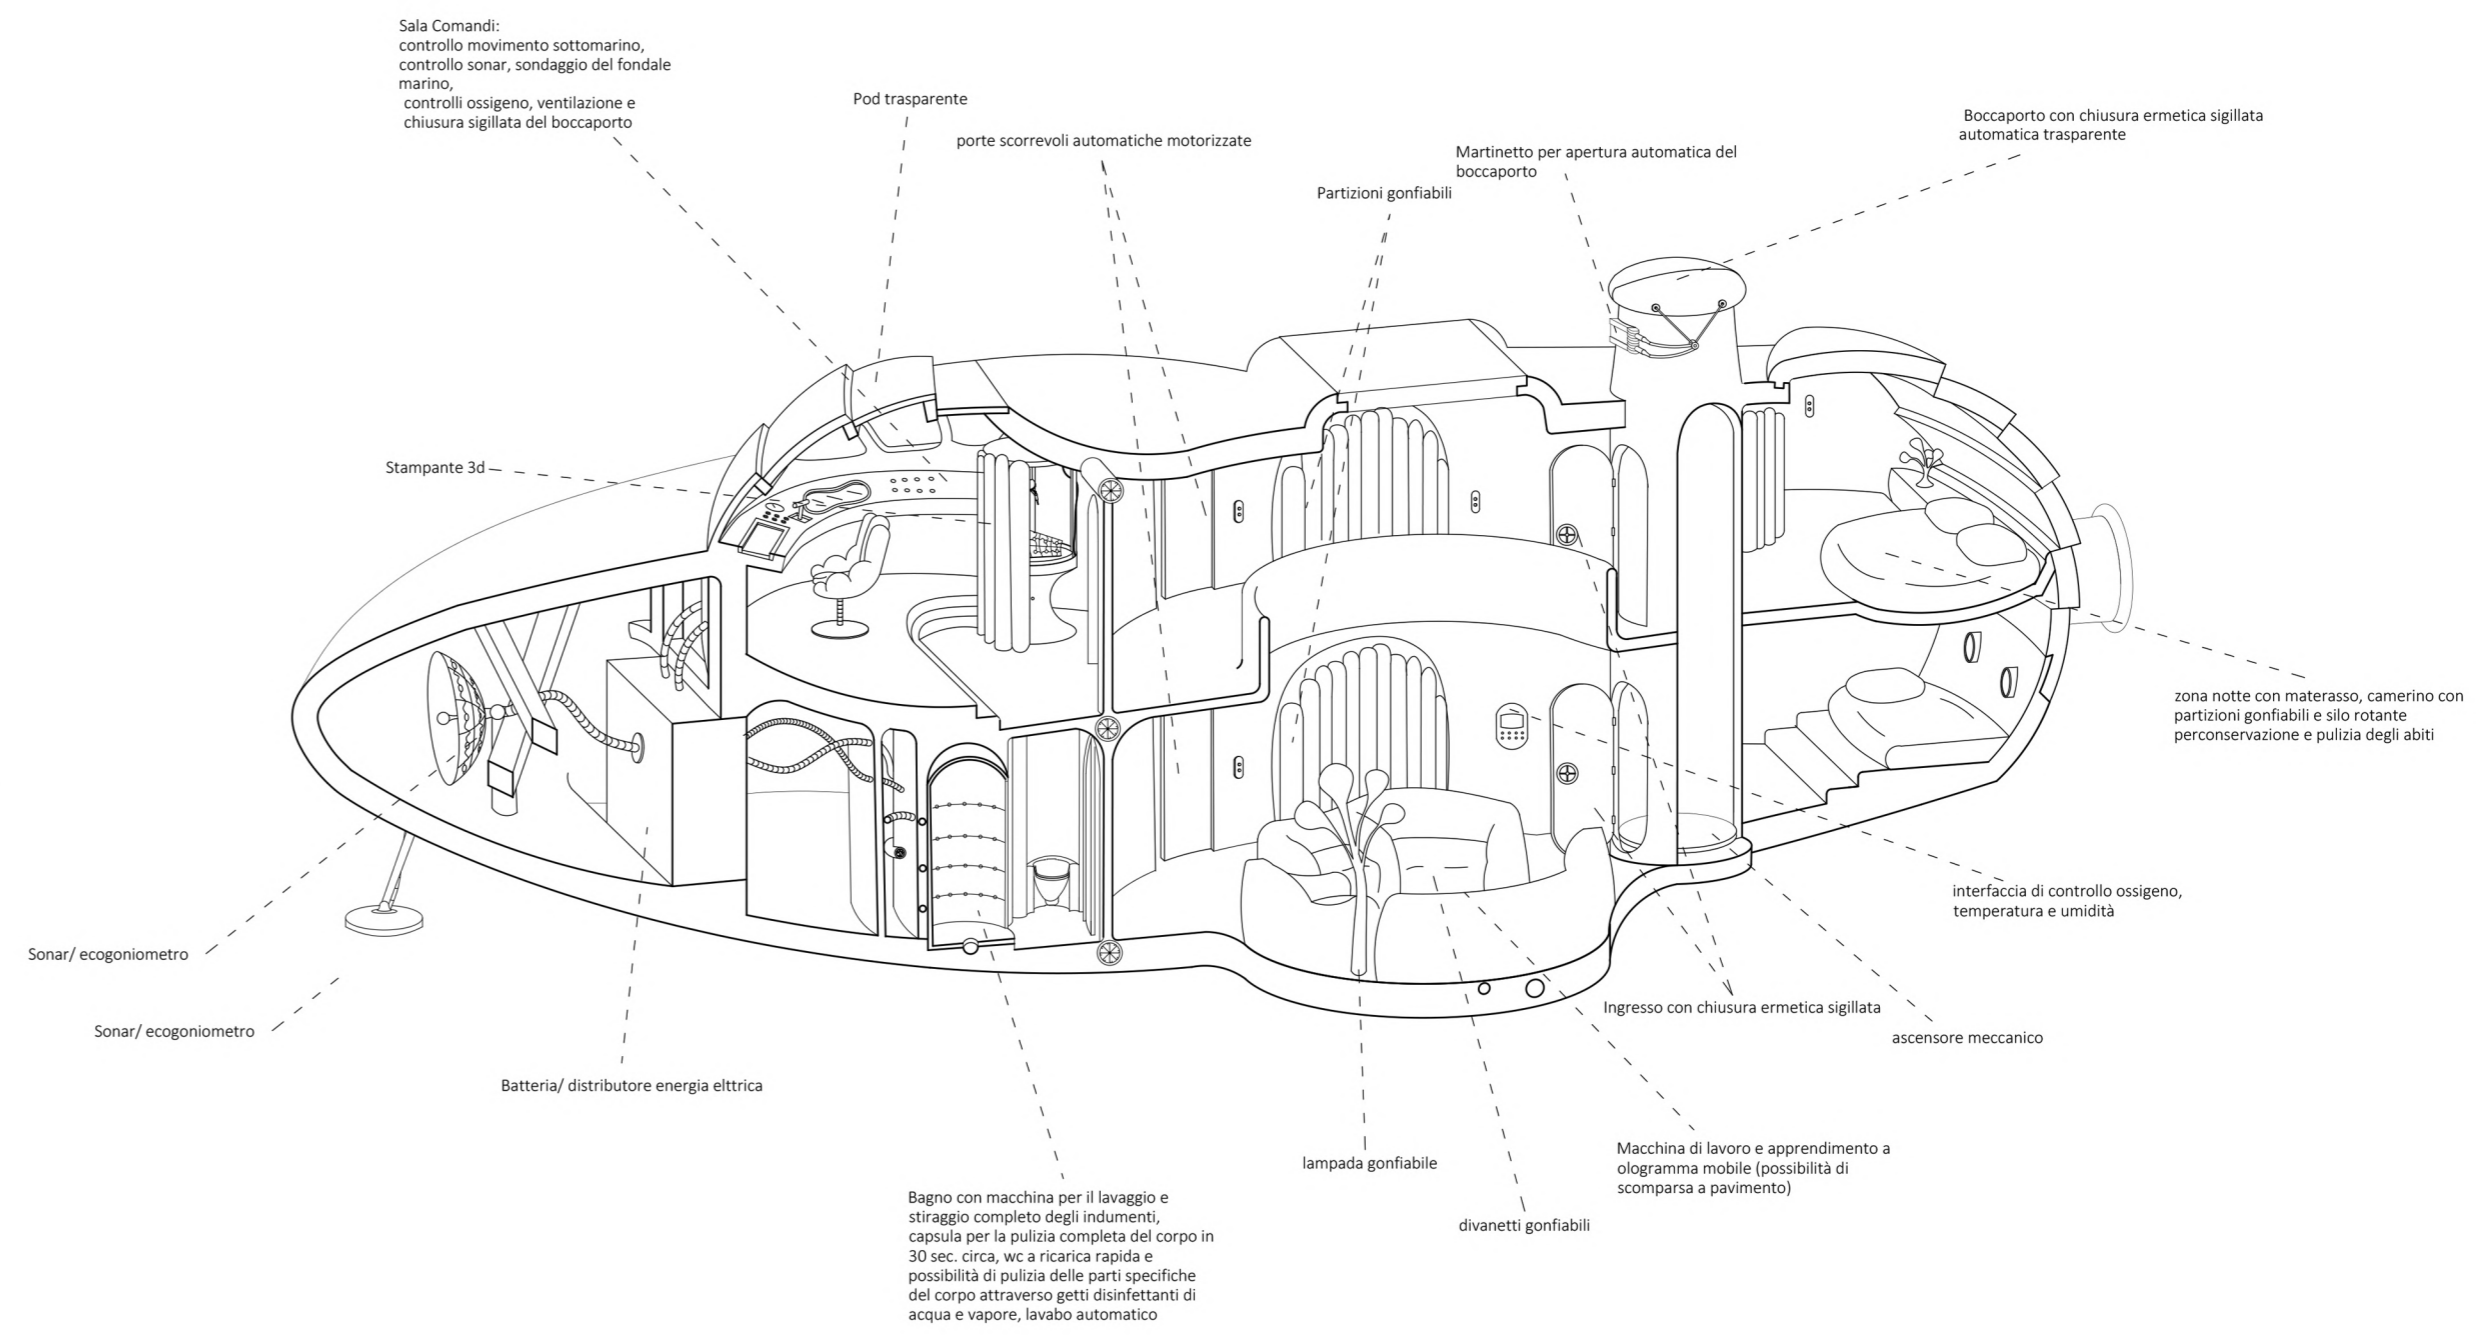 Sala Comandi:
controllo movimento sottomarino,
controllo sonar, sondaggio del fondale
marino,
controlli ossigeno, ventilazione e
chiusura sigillata del boccaporto
Pod trasparente
porte scorrevoli automatiche motorizzate
Partizioni gonfiabili
Martinetto per apertura automatica del
boccaporto
Boccaporto con chiusura ermetica sigillata
automatica trasparente
Stampante 3d
zona notte con materasso, camerino con
partizioni gonfiabili e silo rotante
perconservazione e pulizia degli abiti
interfaccia di controllo ossigeno,
temperatura e umidità
Sonar/ ecogoniometro
Sonar/ ecogoniometro
Ingresso con chiusura ermetica sigillata
ascensore meccanico
Batteria/ distributore energia elttrica
lampada gonfiabile
Macchina di lavoro e apprendimento a
ologramma mobile (possibilità di
scomparsa a pavimento)
divanetti gonfiabili
Bagno con macchina per il lavaggio e
stiraggio completo degli indumenti,
capsula per la pulizia completa del corpo in
30 sec. circa, wc a ricarica rapida e
possibilità di pulizia delle parti specifiche
del corpo attraverso getti disinfettanti di
acqua e vapore, lavabo automatico